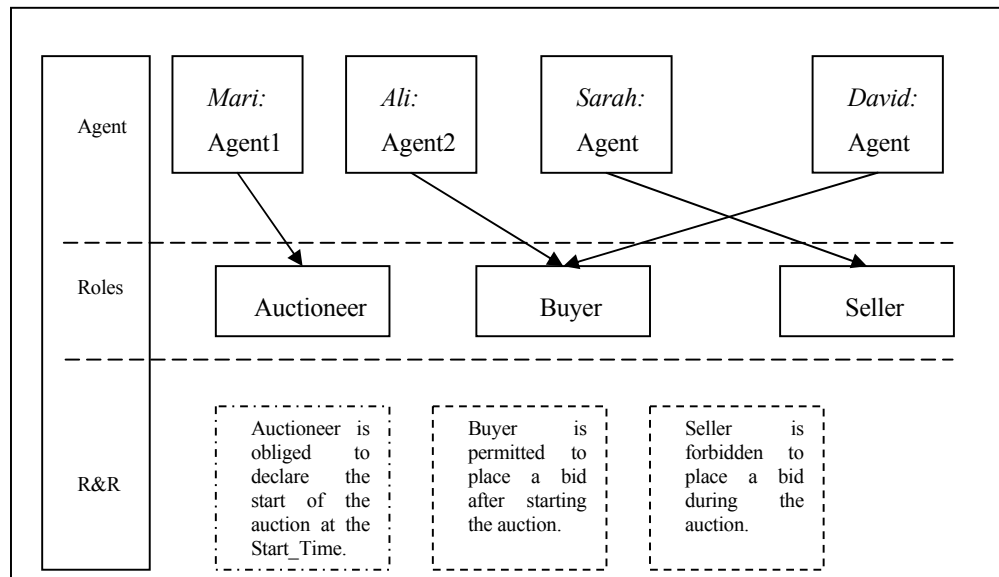 Agent
Mari:
Agent1
Ali:
Agent2
Sarah:
Agent
David:
Agent
Roles
Auctioneer
Buyer
Seller
R&R
Auctioneer is
obliged to
declare the
start of the
auction at the
Start_Time.
Buyer is
permitted to
place a bid
after starting
the auction.
Seller is
forbidden to
place a bid
during the
auction.